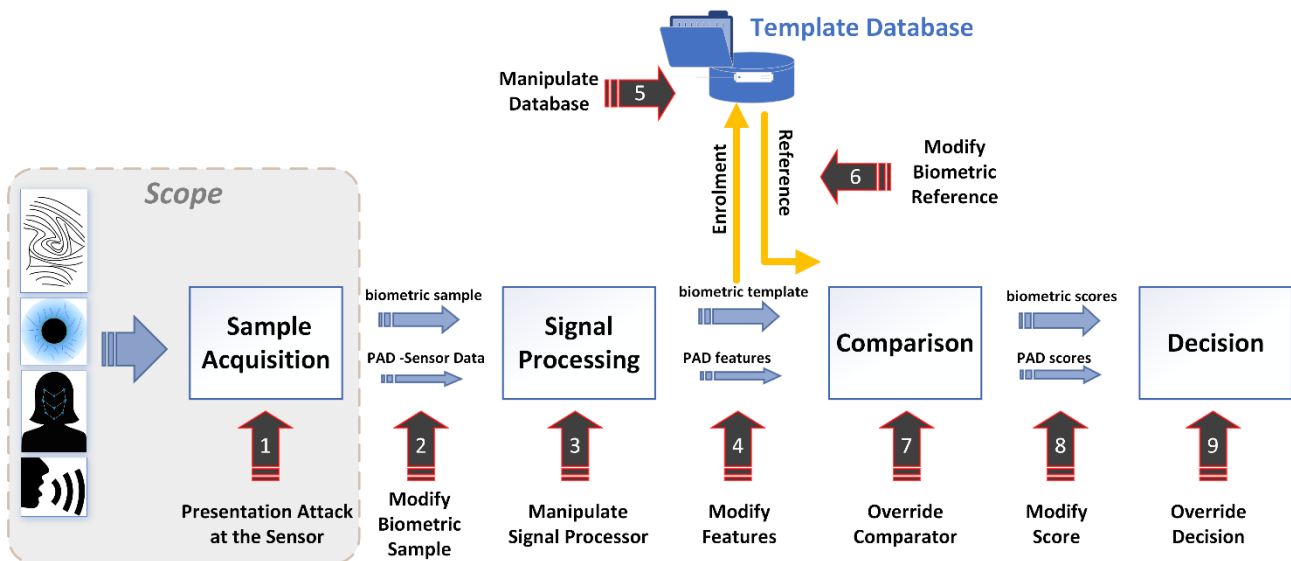 Template Database
Manipulate
Database
5
Enrolment
Reference
6
Modify
Biometric
Reference
Scope
Sample
Acquisition
biometric sample
PAD -Sensor Data
Signal
Processing
biometric template
PAD features
Comparison
biometric scores
PAD scores
Decision
1
2
3
4
7
8
9
Presentation Attack
at the Sensor
Modify
Biometric
Sample
Manipulate
Signal Processor
Modify
Features
Override
Comparator
Modify
Score
Override
Decision